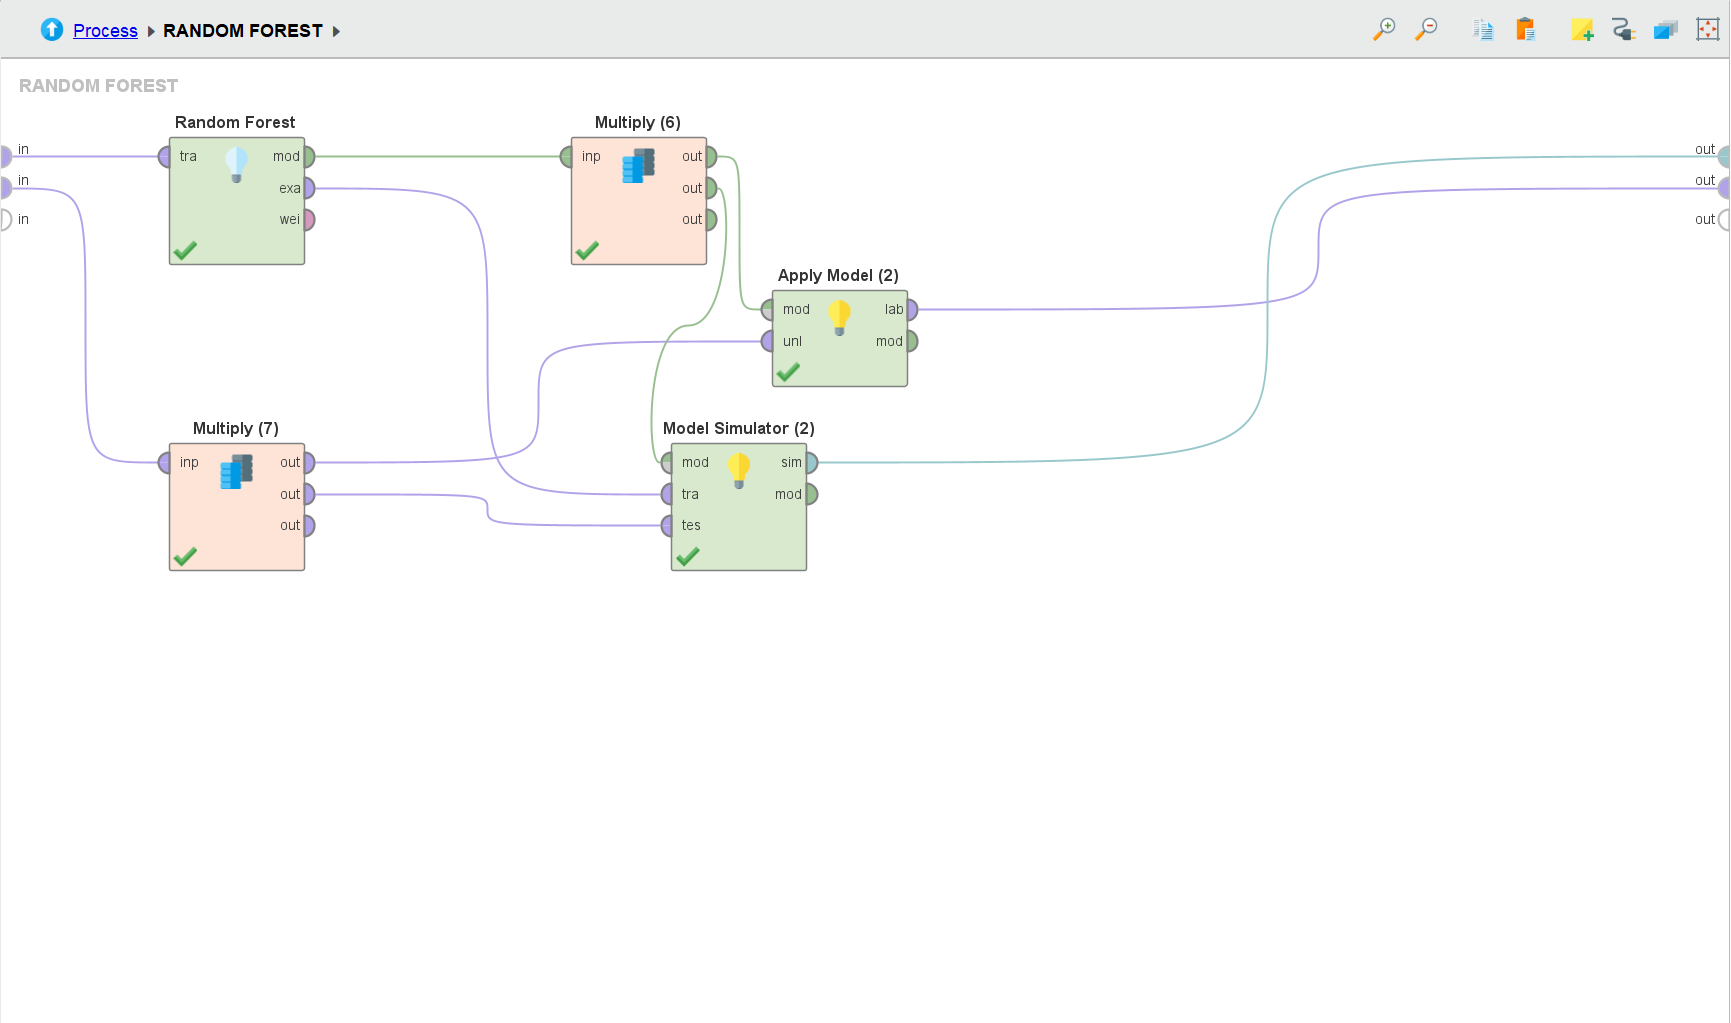 Process RANDOM FOREST
RANDOM FOREST
Random Forest
Multiply (6)
in
tra
mod
inp
out
out
in
exa
out
out
in
wei
out
out
Apply Model (2)
mod
lab
unl
mod
Multiply (7)
Model Simulator (2)
inp
out
mod
sim
out
tra
mod
out
tes